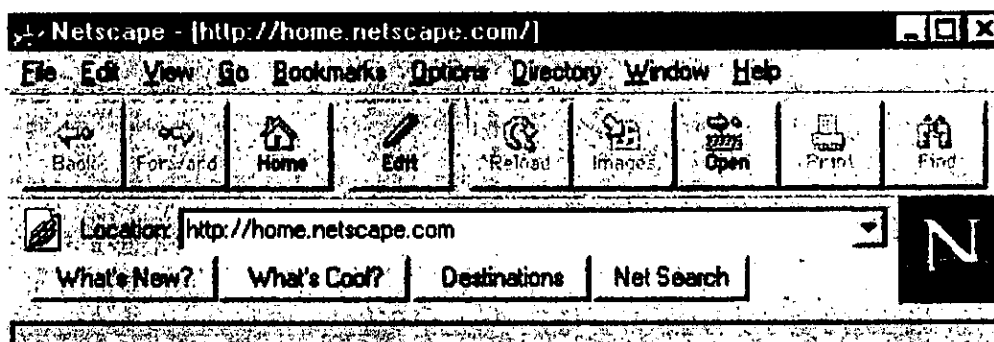 Netscape - [http://home.netscape.com/]
File Edit View Go Bookmarks Options Directory Window Help
Back Forward Home Edit Reload Images Open Print Find
Location: http://home.netscape.com
N
What's New? What's Cool? Destinations Net Search